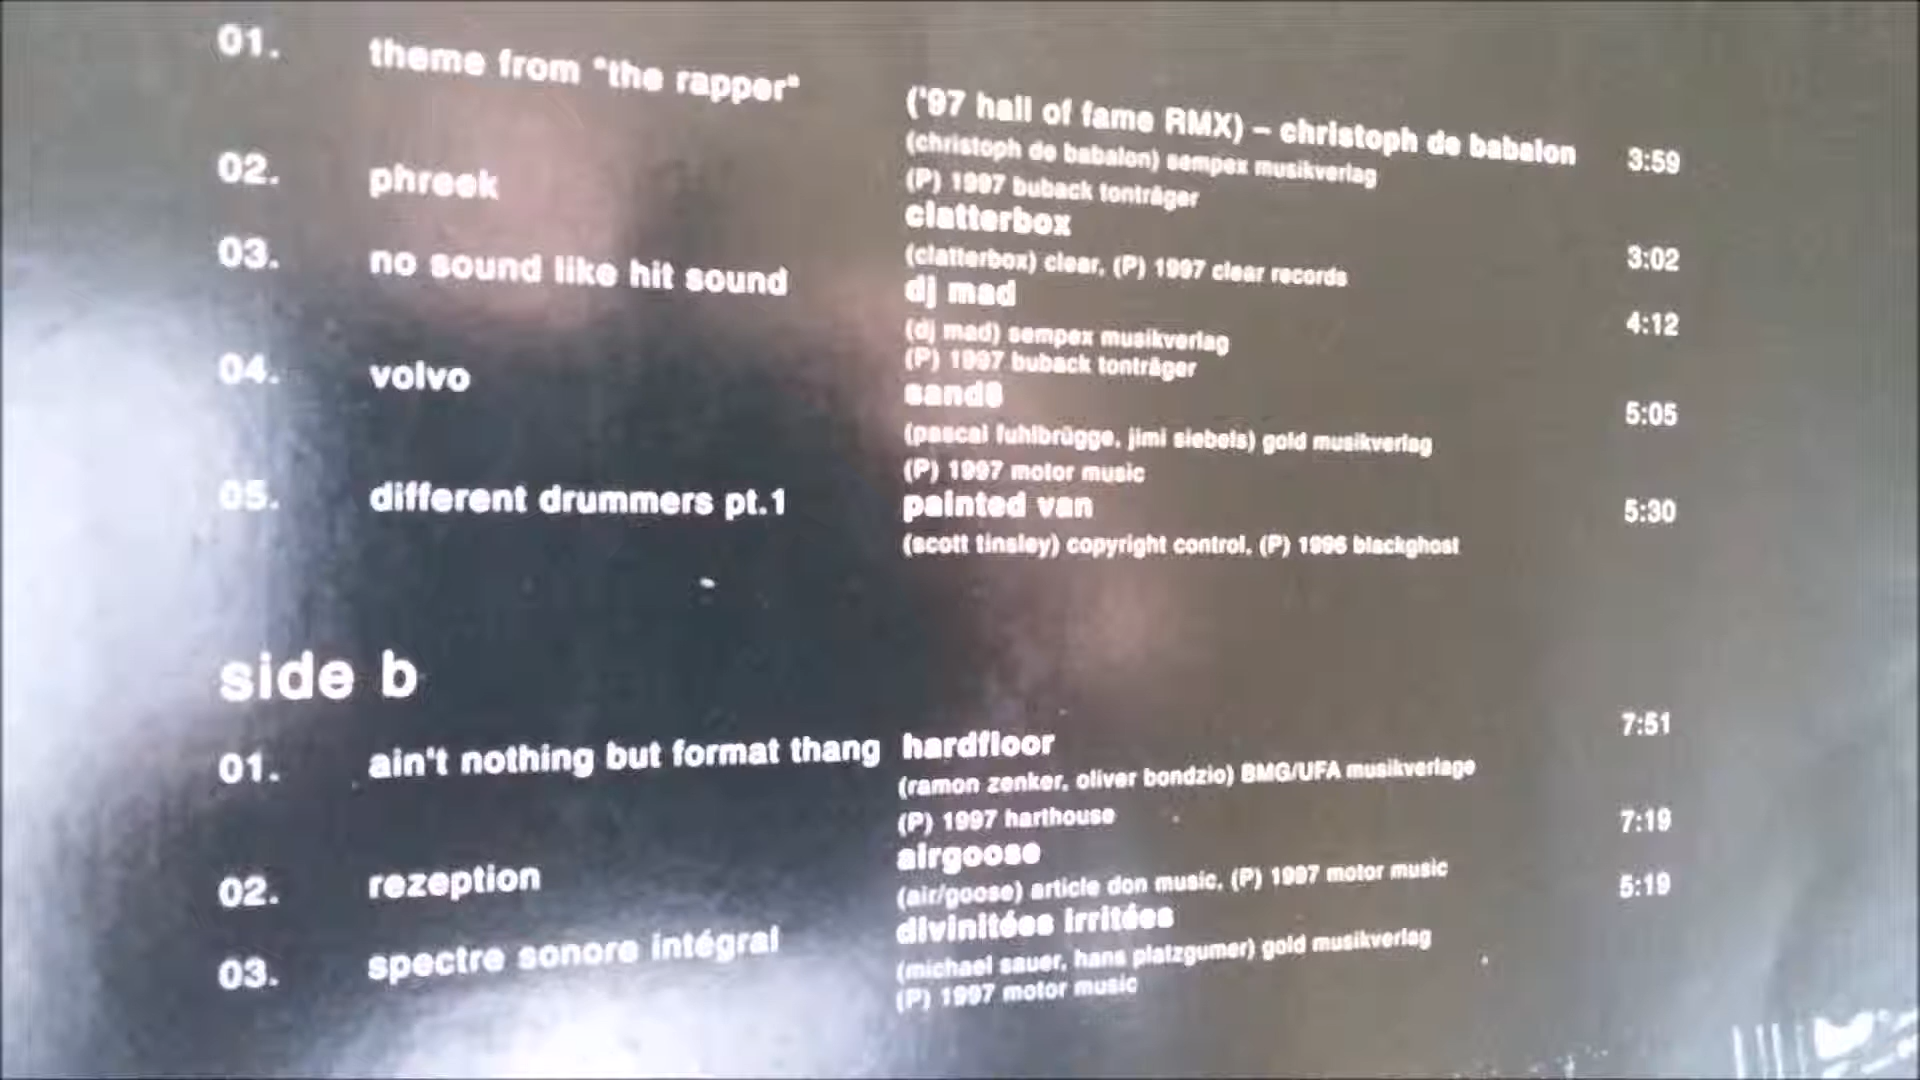 01. theme from "the rapper" ('97 hall of fame RMX) – christoph de babalon 3:59
(christoph de babalon) sempex musikverlag
(P) 1997 buback tonträger
02. phreek clatterbox 3:02
(clatterbox) clear, (P) 1997 clear records
03. no sound like hit sound dj mad 4:12
(dj mad) sempex musikverlag
(P) 1997 buback tonträger
04. volvo sand8 5:05
(pascal fuhlbrügge, jimi siebels) gold musikverlag
(P) 1997 motor music
05. different drummers pt.1 painted van 5:30
(scott tinsley) copyright control, (P) 1996 blackghost
side b
01. ain't nothing but format thang hardfloor 7:51
(ramon zenker, oliver bondzio) BMG/UFA musikverlage
(P) 1997 harthouse
02. rezeption airgoose 7:19
(air/goose) article don music, (P) 1997 motor music
03. spectre sonore intégral divinitées irritées 5:19
(michael sauer, hans platzgumer) gold musikverlag
(P) 1997 motor music